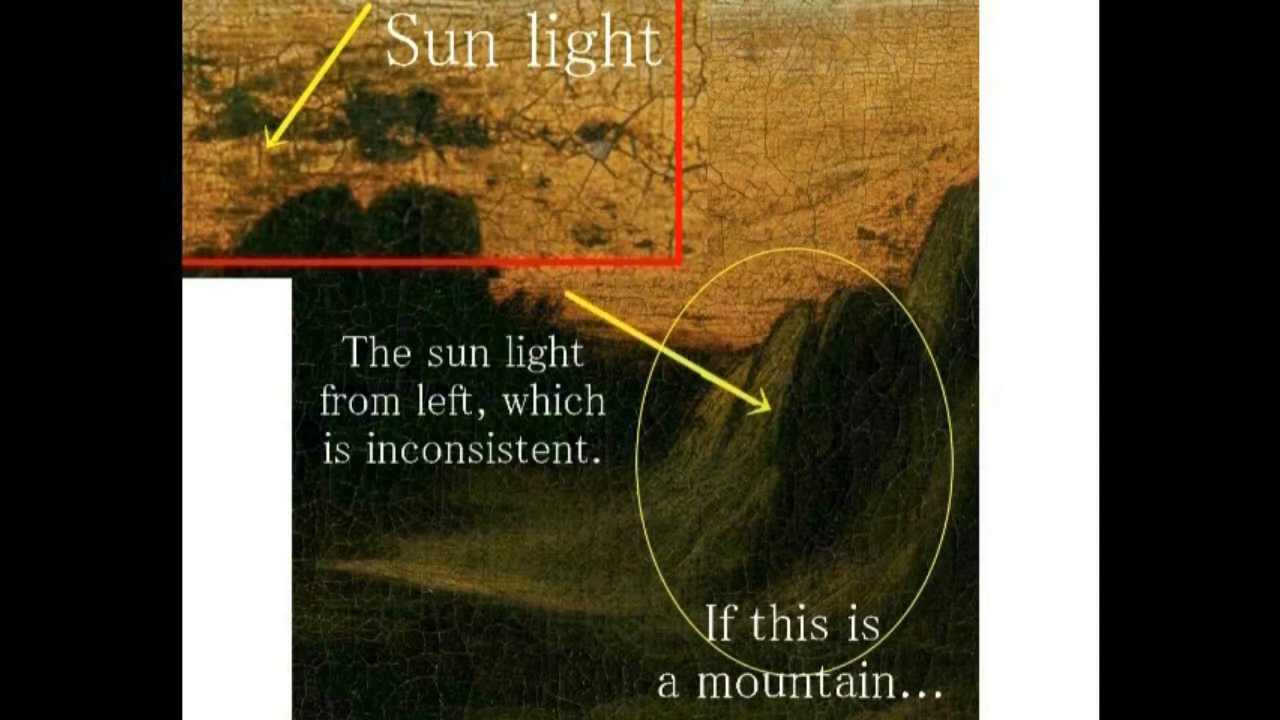 Sun light
The sun light
from left, which
is inconsistent.
If this is
a mountain...